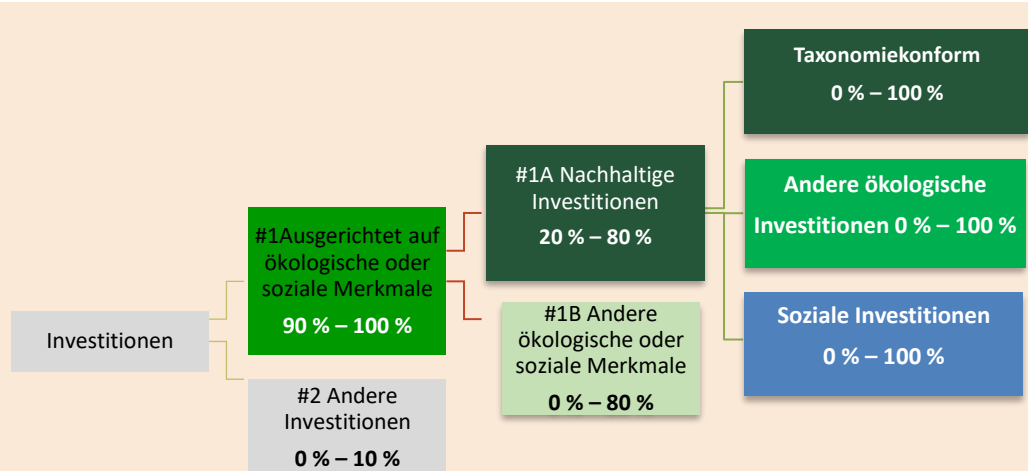 Investitionen
#1Ausgerichtet auf
ökologische oder
soziale Merkmale
90 % – 100 %
#2 Andere
Investitionen
0 % – 10 %
#1A Nachhaltige
Investitionen
20 % – 80 %
#1B Andere
ökologische oder
soziale Merkmale
0 % – 80 %
Taxonomiekonform
0 % – 100 %
Andere ökologische
Investitionen 0 % – 100 %
Soziale Investitionen
0 % – 100 %